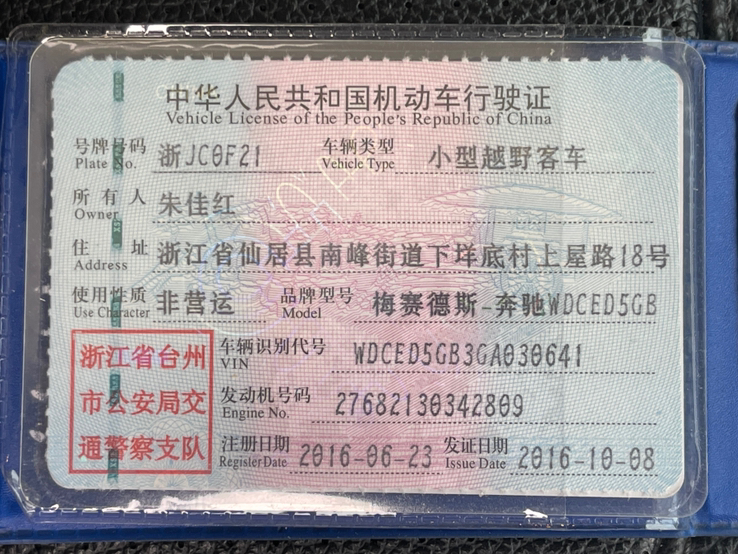 中华人民共和国机动车行驶证
Vehicle License of the People's Republic of China
号牌号码 浙JC0F21 车辆类型 小型越野客车
Plate No. Vehicle Type
所有人 朱佳红
Owner
住址 浙江省仙居县南峰街道下垟底村上屋路18号
Address
使用性质 非营运 品牌型号 梅赛德斯-奔驰WDCED5GB
Use Character Model
浙江省台州
市公安局交
通警察支队
车辆识别代号 WDCED5GB3GA030641
VIN
发动机号码 27682130342809
Engine No.
注册日期 2016-06-23 发证日期 2016-10-08
Register Date Issue Date